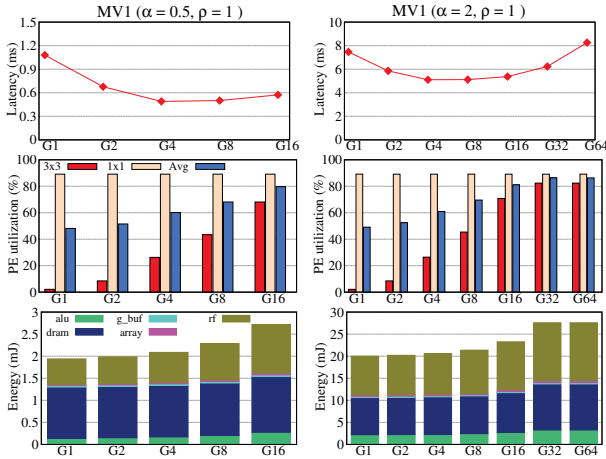 MV1 ( α = 0.5, ρ = 1 )
Latency (ms)
1.5
1.2
0.9
0.6
0.3
0
G1 G2 G4 G8 G16
MV1 ( α = 2, ρ = 1 )
Latency (ms)
10
8
6
4
2
0
G1 G2 G4 G8 G16 G32 G64
PE utilization (%)
100
80
60
40
20
0
3x3 1x1 Avg
G1 G2 G4 G8 G16
PE utilization (%)
100
80
60
40
20
0
G1 G2 G4 G8 G16 G32 G64
Energy (mJ)
3
2.5
2
1.5
1
0.5
0
alu g_buf rf
dram array
G1 G2 G4 G8 G16
Energy (mJ)
30
25
20
15
10
5
0
G1 G2 G4 G8 G16 G32 G64